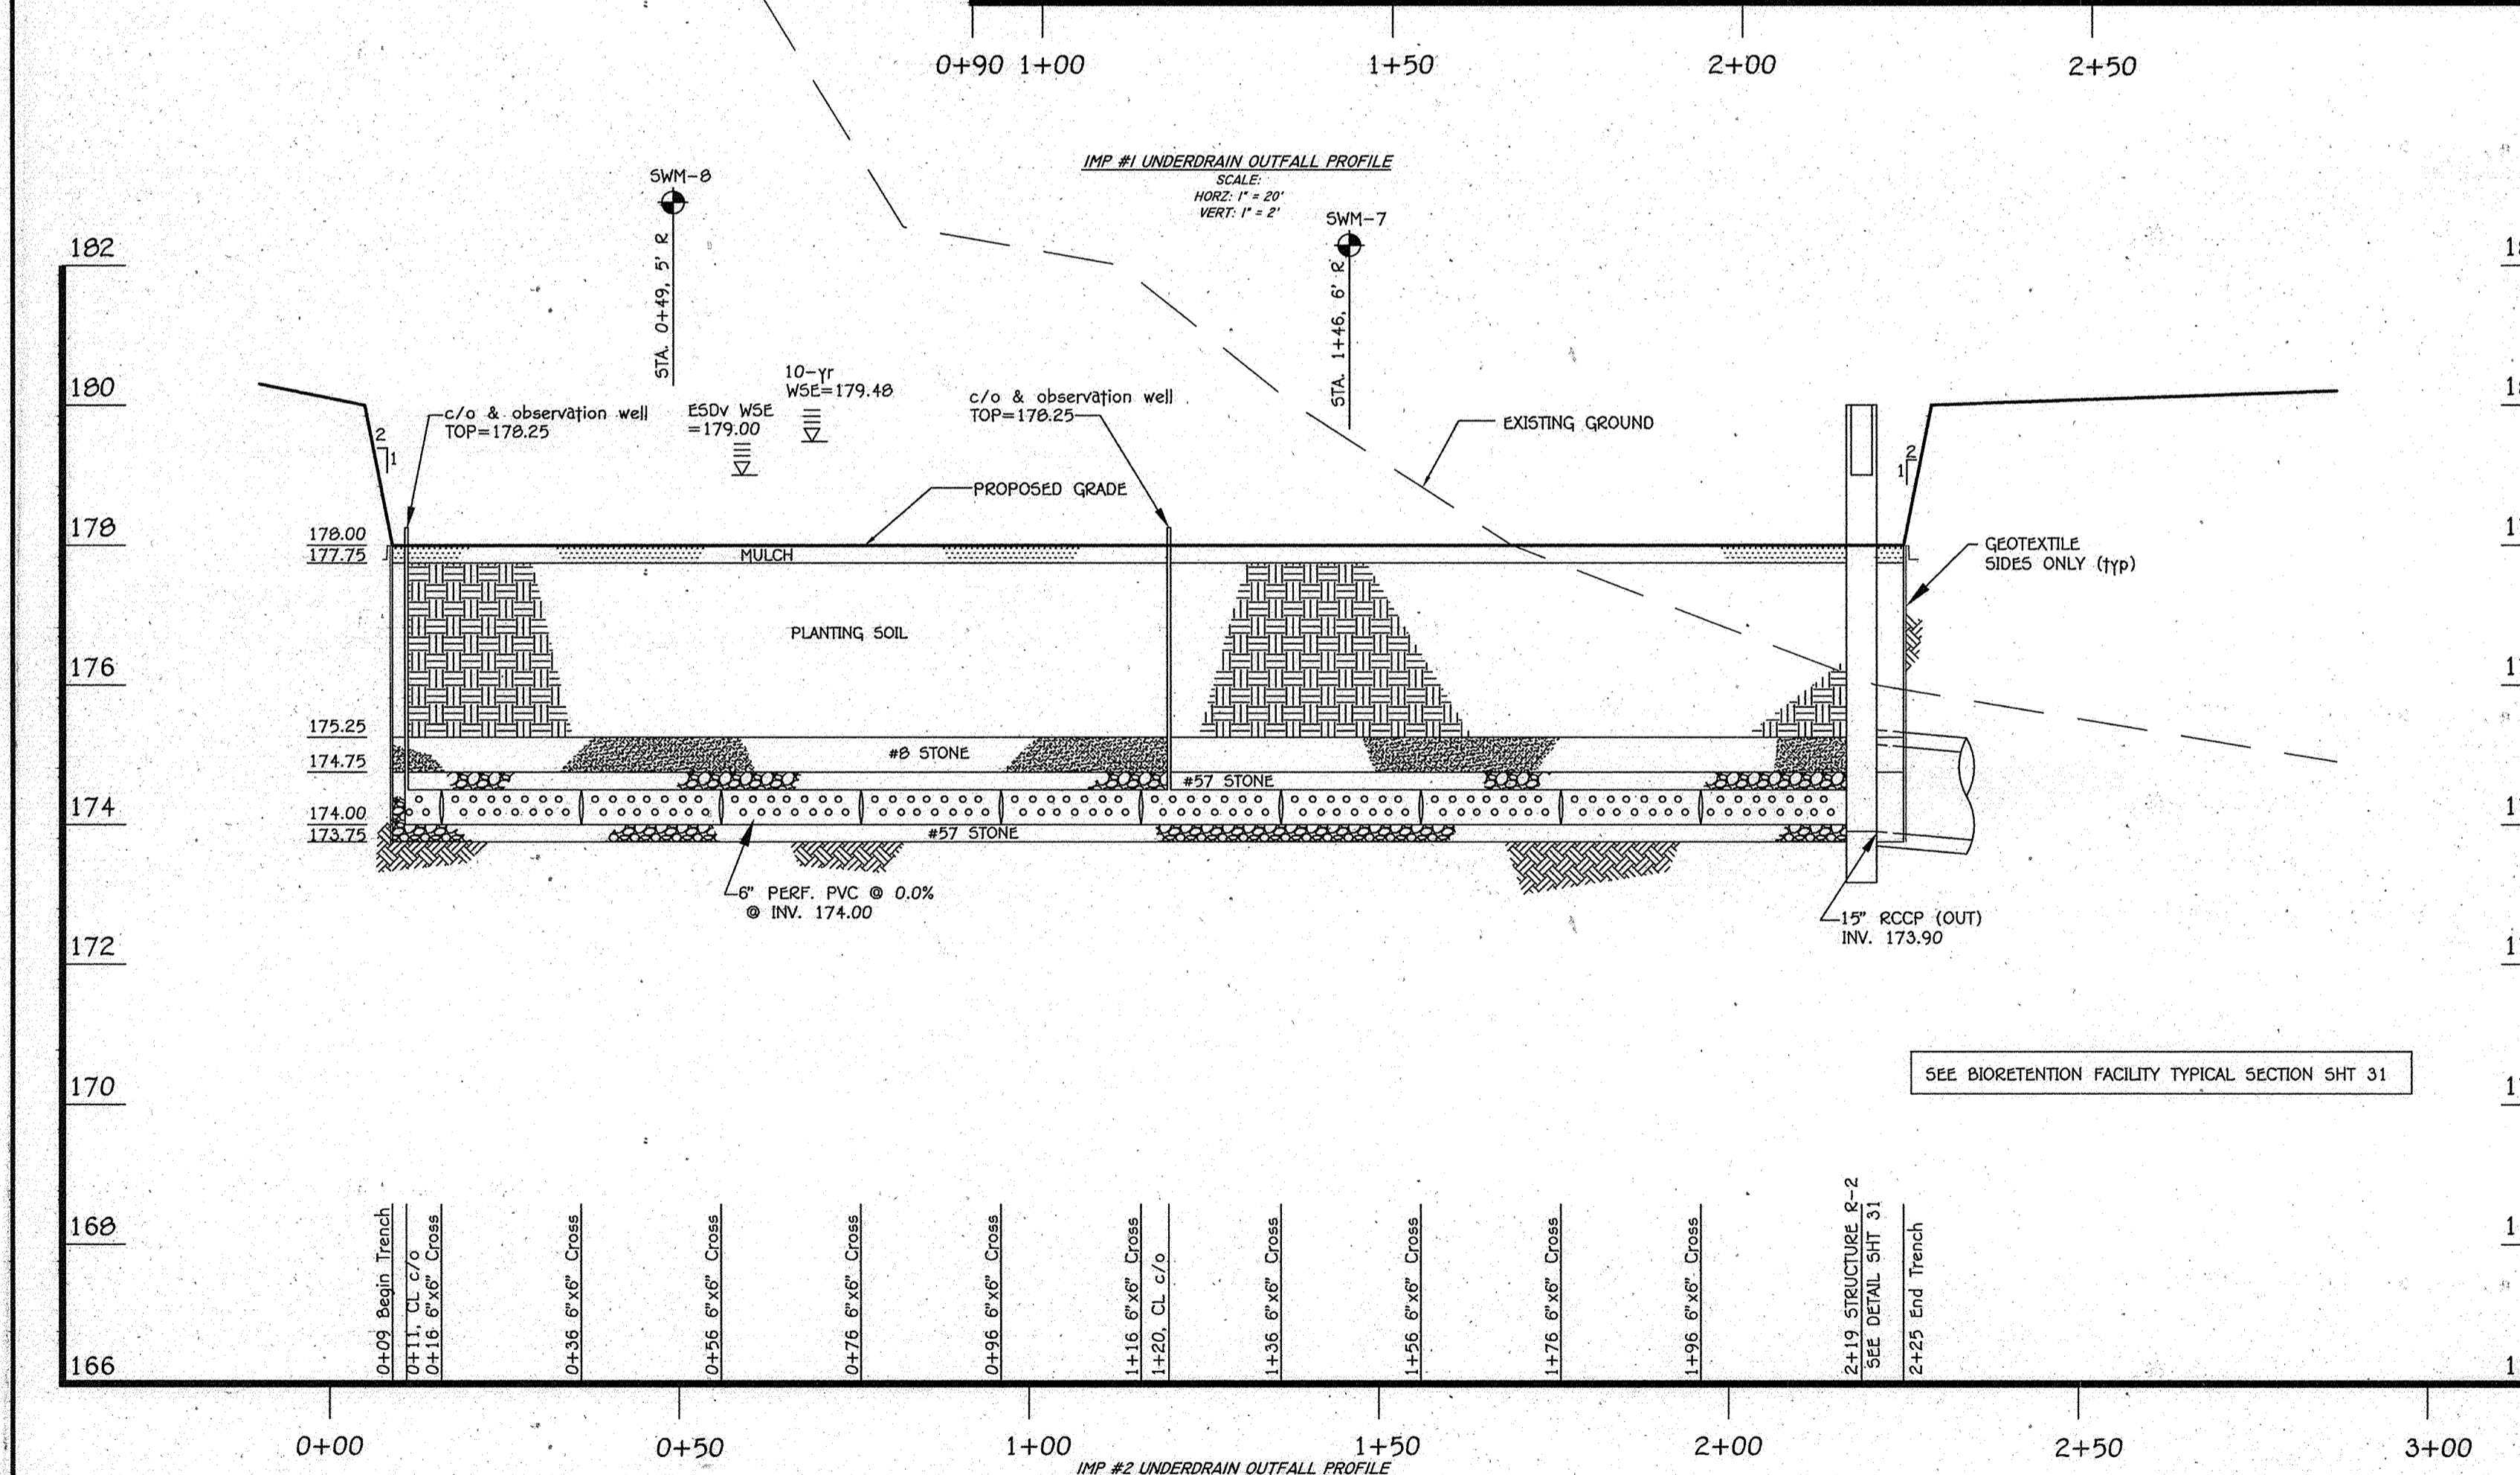 0+90 1+00 1+50 2+00 2+50
IMP #1 UNDERDRAIN OUTFALL PROFILE
SCALE:
HORZ: 1" = 20'
VERT: 1" = 2'
SWM-8
STA. 0+49, 5' R
SWM-7
STA. 1+46, 6' R
182
180
178
176
174
172
170
168
166
c/o & observation well
TOP=178.25
2
1
ESDv WSE
=179.00
10-yr
WSE=179.48
c/o & observation well
TOP=178.25
EXISTING GROUND
PROPOSED GRADE
2
1
GEOTEXTILE
SIDES ONLY (typ)
178.00
177.75
MULCH
PLANTING SOIL
175.25
#8 STONE
174.75
#57 STONE
174.00
173.75
#57 STONE
6" PERF. PVC @ 0.0%
@ INV. 174.00
15" RCCP (OUT)
INV. 173.90
SEE BIORETENTION FACILITY TYPICAL SECTION SHT 31
0+09 Begin Trench
0+11, CL c/o
0+16 6"x6" Cross
0+36 6"x6" Cross
0+56 6"x6" Cross
0+76 6"x6" Cross
0+96 6"x6" Cross
1+16 6"x6" Cross
1+20, CL c/o
1+36 6"x6" Cross
1+56 6"x6" Cross
1+76 6"x6" Cross
1+96 6"x6" Cross
2+19 STRUCTURE R-2
SEE DETAIL SHT 31
2+25 End Trench
0+00 0+50 1+00 1+50 2+00 2+50 3+00
IMP #2 UNDERDRAIN OUTFALL PROFILE